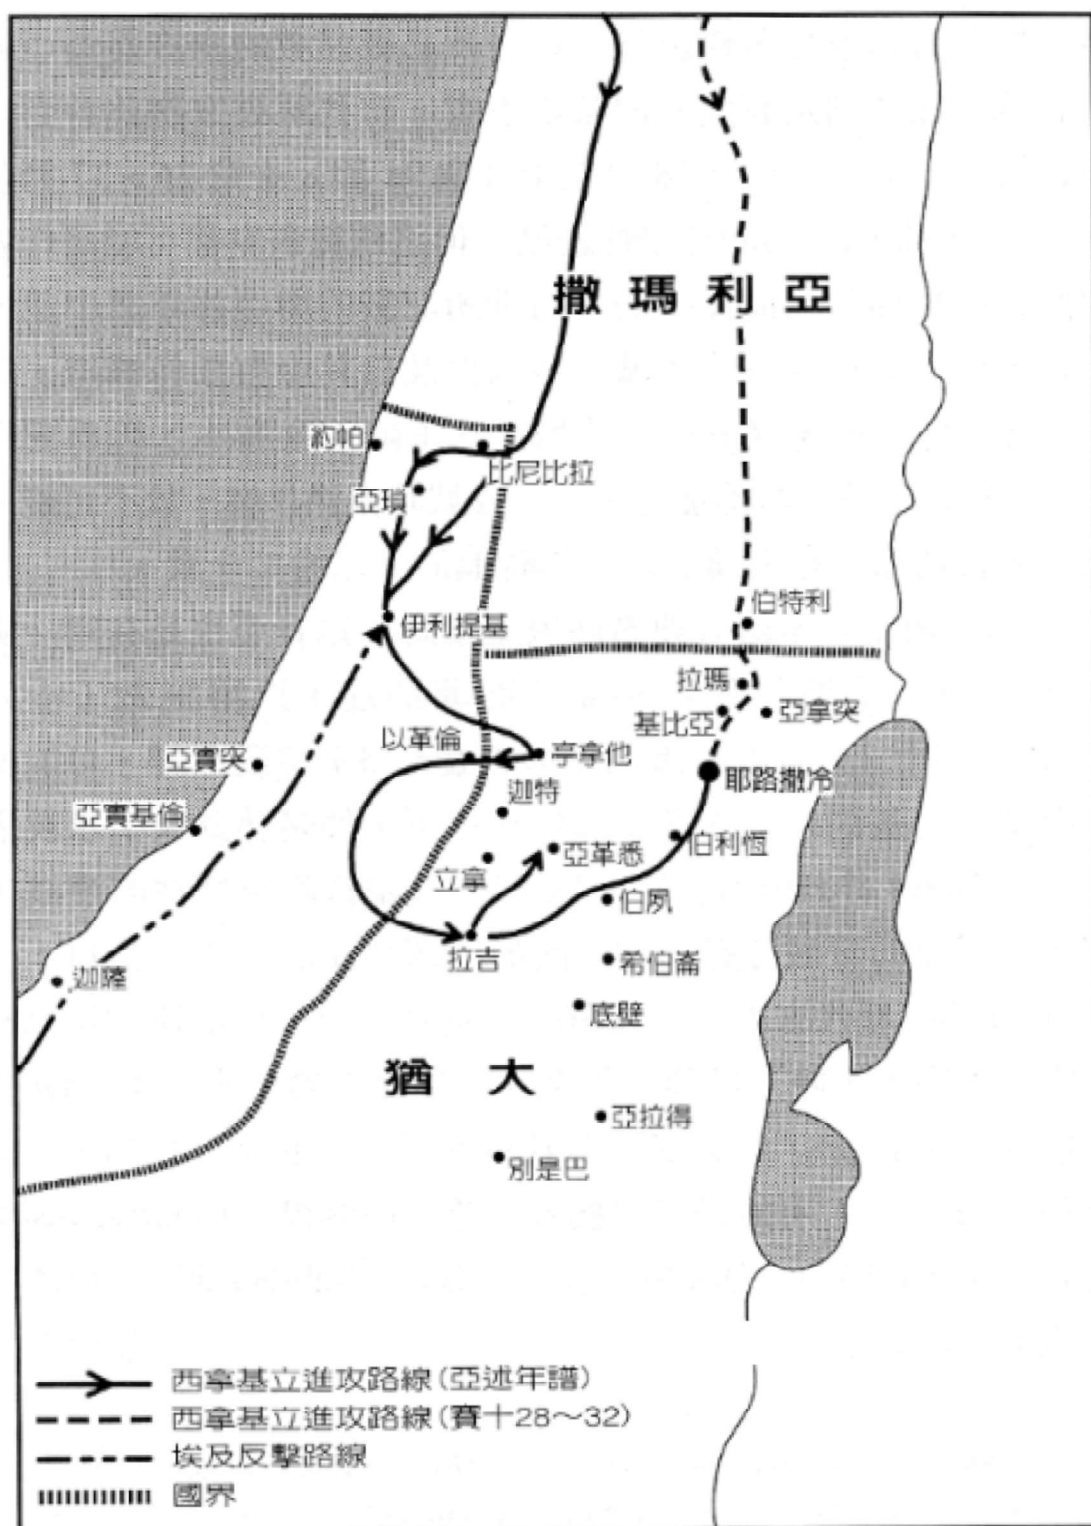 撒瑪利亞
約帕
比尼比拉
亞瑣
伯特利
伊利提基
拉瑪
基比亞
亞拿突
以革倫
亭拿他
亞實突
耶路撒冷
迦特
亞實基倫
伯利恆
亞革悉
立拿
伯夙
拉吉
希伯崙
迦薩
底壁
猶大
亞拉得
別是巴
西拿基立進攻路線(亞述年譜)
西拿基立進攻路線(賽十28～32)
埃及反擊路線
國界